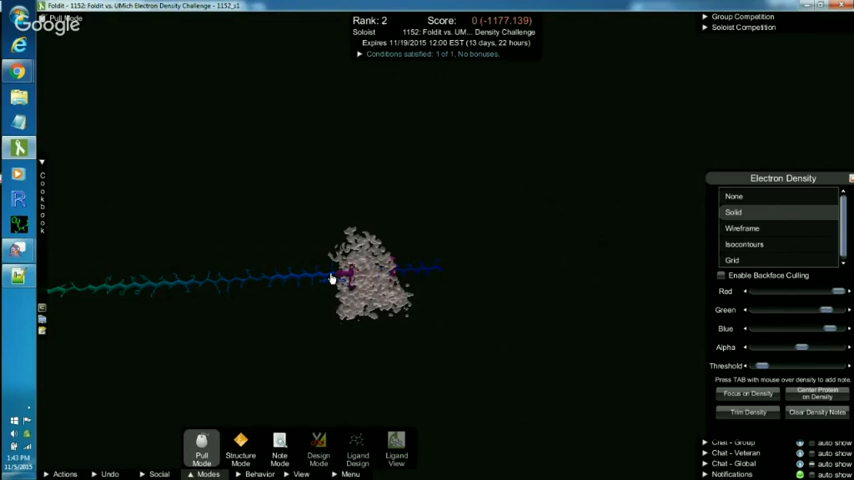 Foldit - 1152: Foldit vs. UMich Electron Density Challenge - 1152_s1
Pull Mode
Google
Rank: 2 Score: 0 (-1177.139)
Soloist 1152: Foldit vs. UM... Density Challenge
Expires 11/19/2015 12:00 EST (13 days, 22 hours)
Conditions satisfied: 1 of 1. No bonuses.
Group Competition
Soloist Competition
Cookbook
Electron Density
None
Solid
Wireframe
Isocontours
Grid
Enable Backface Culling
Red
Green
Blue
Alpha
Threshold
Press TAB with mouse over density to add note.
Focus on Density
Center Protein on Density
Trim Density
Clear Density Notes
Pull Mode
Structure Mode
Note Mode
Design Mode
Ligand Design
Ligand View
Actions
Undo
Social
Modes
Behavior
View
Menu
Chat - Group auto show
Chat - Veteran auto show
Chat - Global auto show
Notifications auto show
1:43 PM
11/5/2015